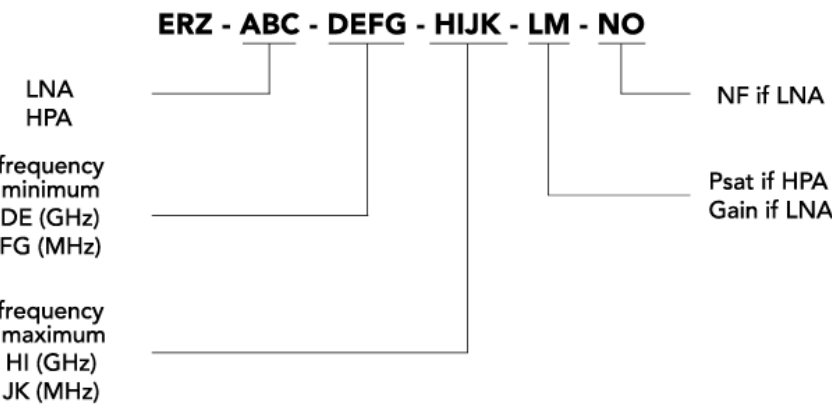 ERZ - ABC - DEFG - HIJK - LM - NO
LNA
HPA
frequency
minimum
DE (GHz)
FG (MHz)
frequency
maximum
HI (GHz)
JK (MHz)
NF if LNA
Psat if HPA
Gain if LNA